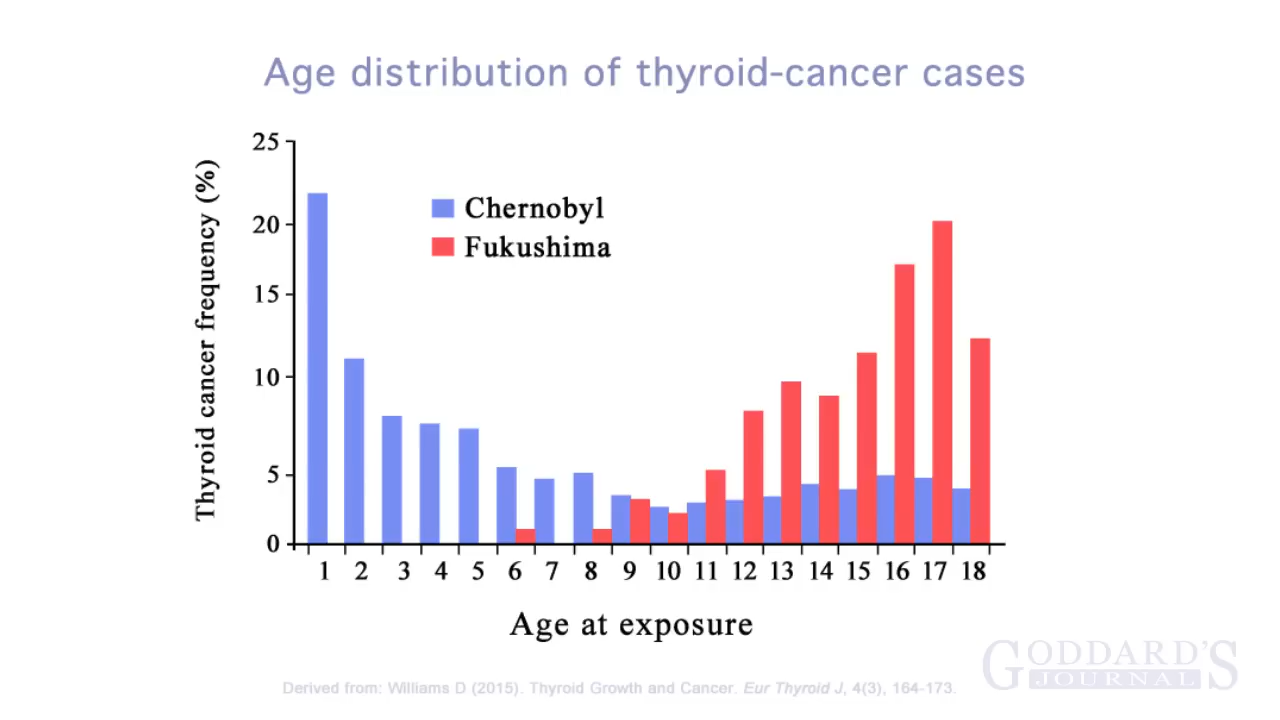 Age distribution of thyroid-cancer cases
Thyroid cancer frequency (%)
25
20
15
10
5
0
Chernobyl
Fukushima
1 2 3 4 5 6 7 8 9 10 11 12 13 14 15 16 17 18
Age at exposure
GODDARD'S
JOURNAL
Derived from: Williams D (2015). Thyroid Growth and Cancer. Eur Thyroid J, 4(3), 164-173.